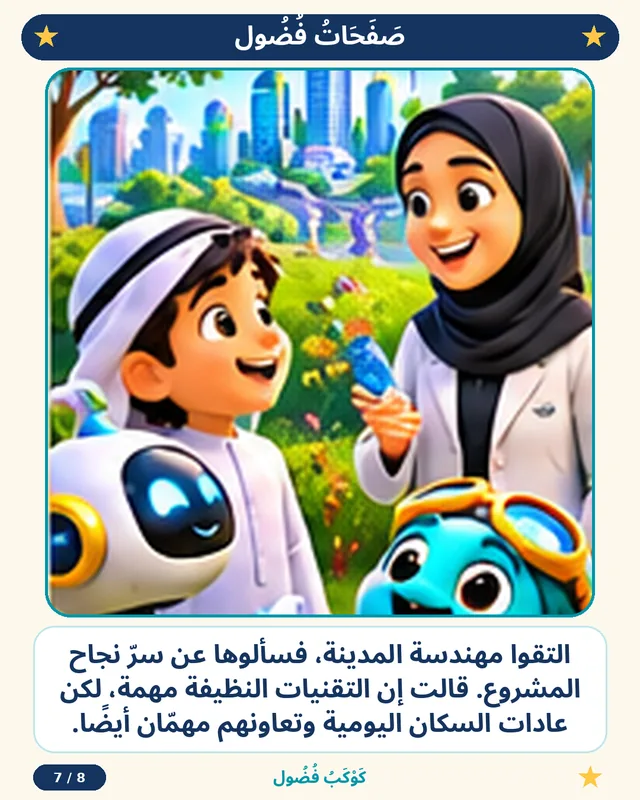 صَفَحَاتُ فُضُول
التقوا مهندسة المدينة، فسألوها عن سرّ نجاح
المشروع. قالت إن التقنيات النظيفة مهمة، لكن
عادات السكان اليومية وتعاونهم مهمّان أيضًا.
كَوْكَبُ فُضُول
7 / 8